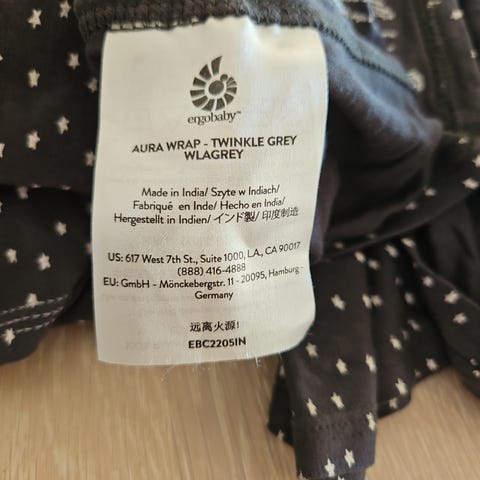 ergobaby™
AURA WRAP - TWINKLE GREY
WLAGREY
Made in India/ Szyte w Indiach/
Fabriqué en Inde/ Hecho en India/
Hergestellt in Indien/ インド製/ 印度制造
US: 617 West 7th St., Suite 1000, L.A., CA 90017
(888) 416-4888
EU: GmbH - Mönckebergstr. 11 - 20095, Hamburg -
Germany
远离火源!
EBC2205IN